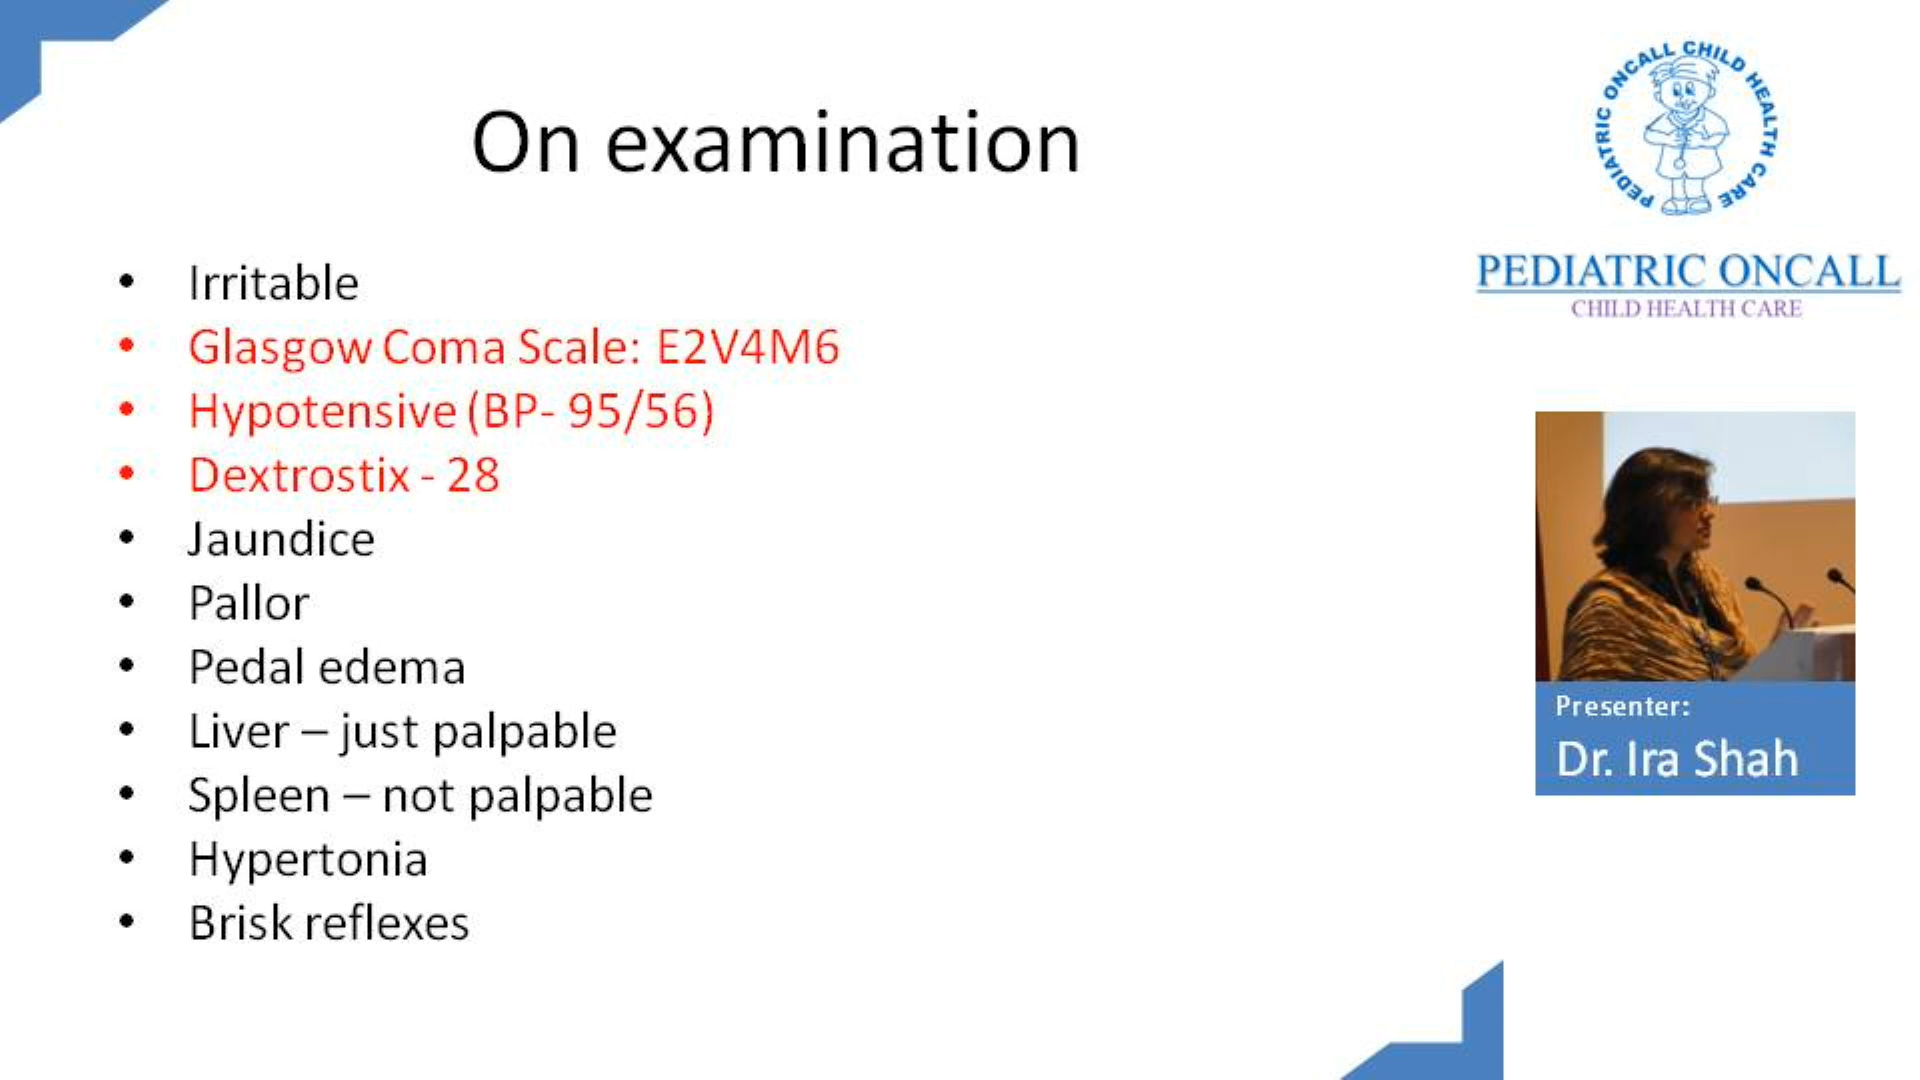 On examination
• Irritable
• Glasgow Coma Scale: E2V4M6
• Hypotensive (BP- 95/56)
• Dextrostix - 28
• Jaundice
• Pallor
• Pedal edema
• Liver – just palpable
• Spleen – not palpable
• Hypertonia
• Brisk reflexes
PEDIATRIC ONCALL CHILD HEALTH CARE
PEDIATRIC ONCALL
CHILD HEALTH CARE
Presenter:
Dr. Ira Shah